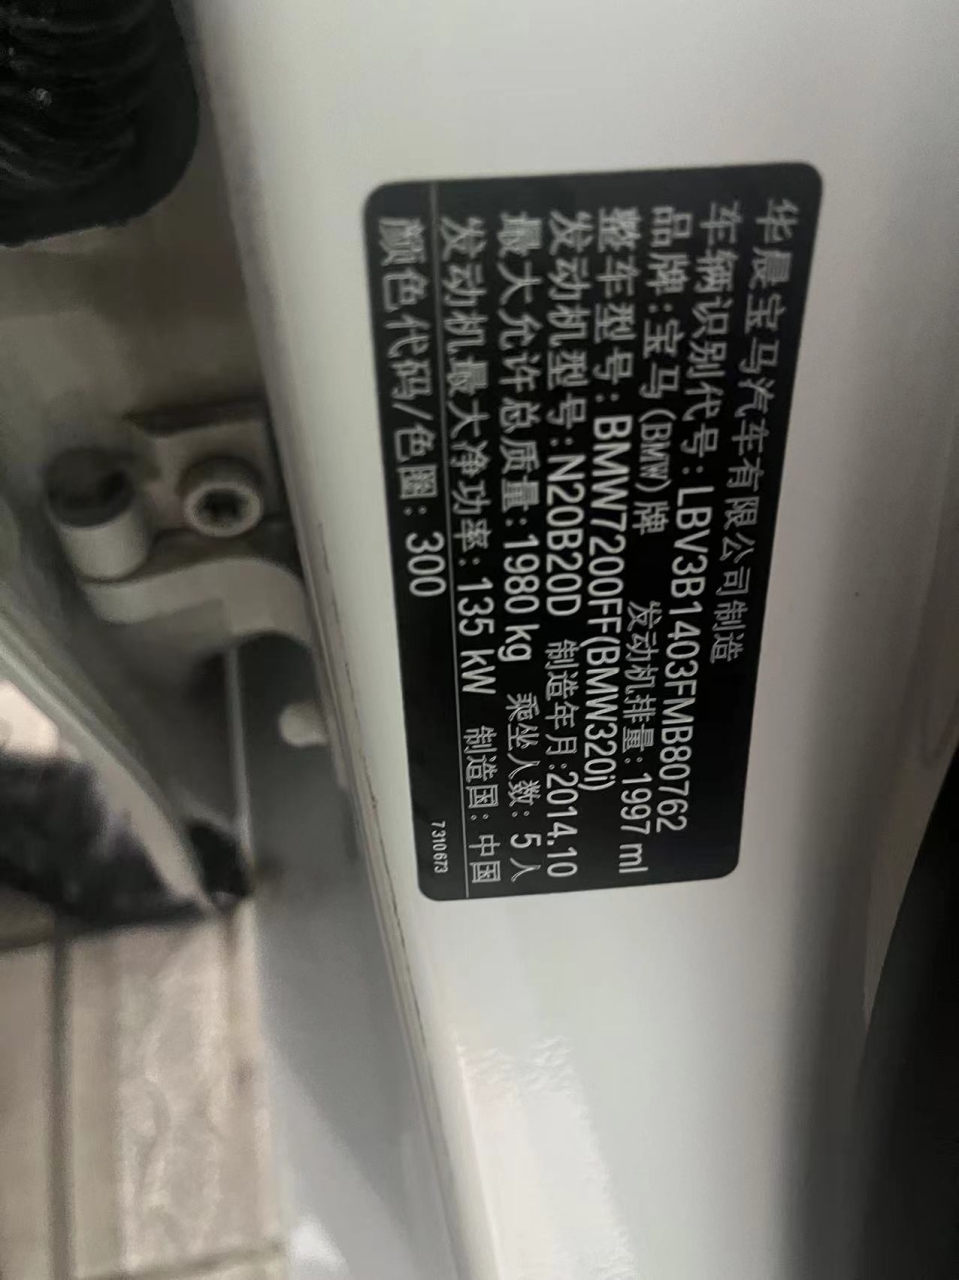 华晨宝马汽车有限公司制造
车辆识别代号:LBV3B1403FMB80762
品牌:宝马(BMW)牌 发动机排量:1997 ml
整车型号:BMW7200FF(BMW320i)
发动机型号:N20B20D 制造年月:2014.10
最大允许总质量:1980 kg 乘坐人数:5人
发动机最大净功率:135 kW 制造国:中国
颜色代码/色圈:300 7310673